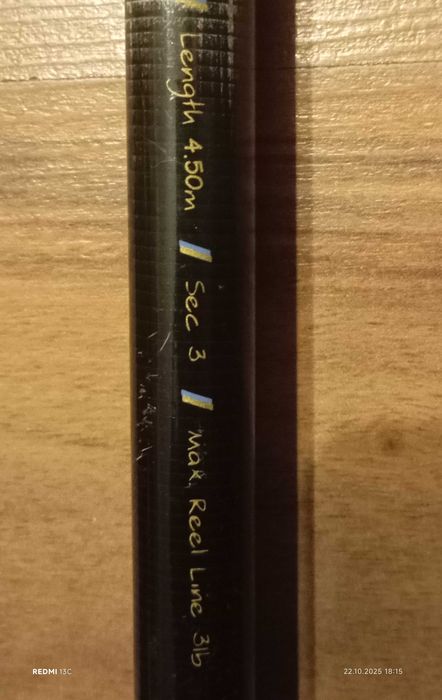 Length 4.50m / Sec 3 / Max. Reel Line 3lb
REDMI 13C
22.10.2025 18:15